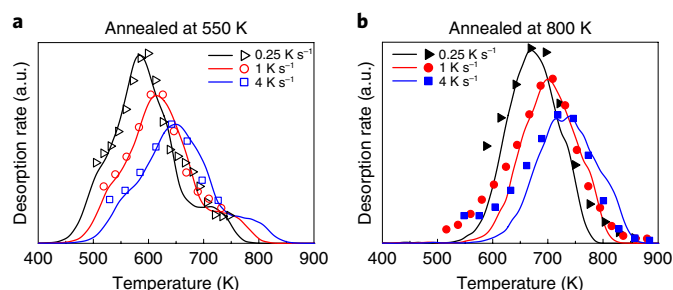 a
Annealed at 550 K
0.25 K s⁻¹
1 K s⁻¹
4 K s⁻¹
Desorption rate (a.u.)
400 500 600 700 800 900
Temperature (K)
b
Annealed at 800 K
0.25 K s⁻¹
1 K s⁻¹
4 K s⁻¹
Desorption rate (a.u.)
400 500 600 700 800 900
Temperature (K)